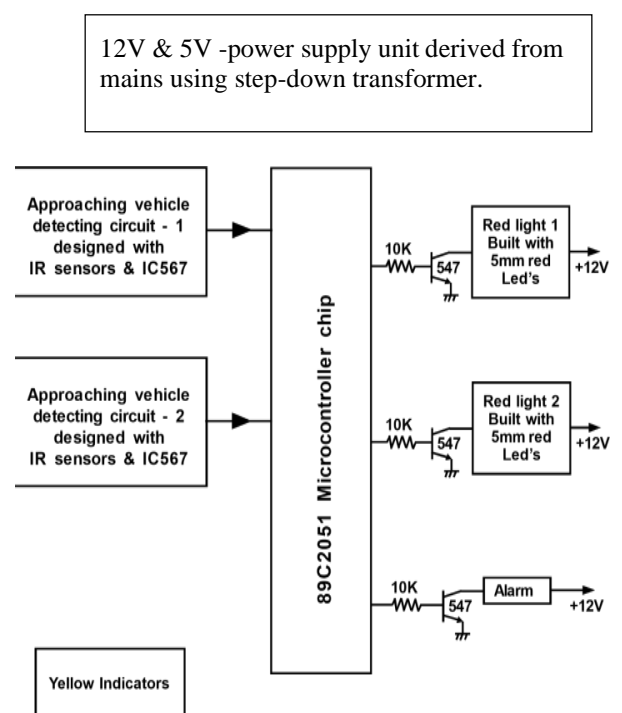 12V & 5V -power supply unit derived from
mains using step-down transformer.
Approaching vehicle
detecting circuit - 1
designed with
IR sensors & IC567
Approaching vehicle
detecting circuit - 2
designed with
IR sensors & IC567
89C2051 Microcontroller chip
10K
547
Red light 1
Built with
5mm red
Led's
+12V
10K
547
Red light 2
Built with
5mm red
Led's
+12V
10K
547
Alarm
+12V
Yellow Indicators